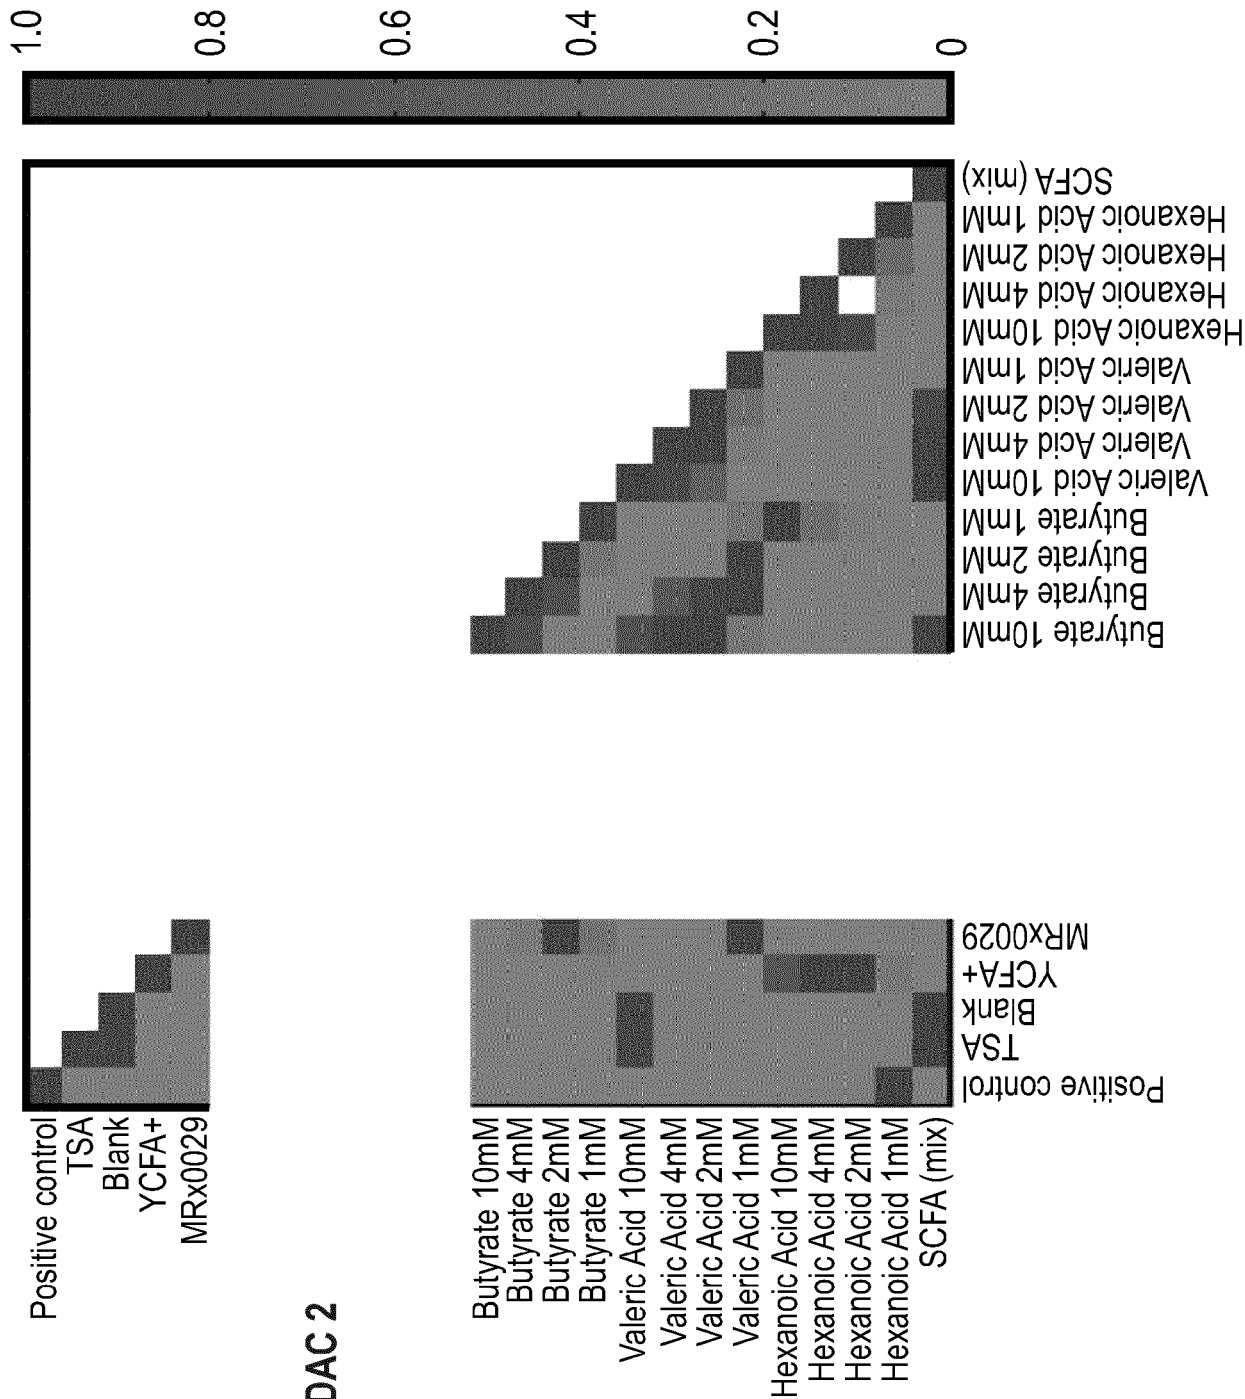 1.0
0.8
0.6
0.4
0.2
0
Positive control
TSA
Blank
YCFA+
MRx0029
DAC 2
Butyrate 10mM
Butyrate 4mM
Butyrate 2mM
Butyrate 1mM
Valeric Acid 10mM
Valeric Acid 4mM
Valeric Acid 2mM
Valeric Acid 1mM
Hexanoic Acid 10mM
Hexanoic Acid 4mM
Hexanoic Acid 2mM
Hexanoic Acid 1mM
SCFA (mix)
Positive control
TSA
Blank
YCFA+
MRx0029
Butyrate 10mM
Butyrate 4mM
Butyrate 2mM
Butyrate 1mM
Valeric Acid 10mM
Valeric Acid 4mM
Valeric Acid 2mM
Valeric Acid 1mM
Hexanoic Acid 10mM
Hexanoic Acid 4mM
Hexanoic Acid 2mM
Hexanoic Acid 1mM
SCFA (mix)